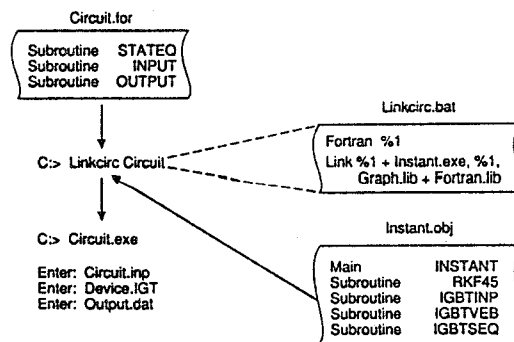 Circuit.for
Subroutine STATEQ
Subroutine INPUT
Subroutine OUTPUT
Linkcirc.bat
C:> Linkcirc Circuit
Fortran %1
Link %1 + Instant.exe, %1,
Graph.lib + Fortran.lib
C:> Circuit.exe
Instant.obj
Enter: Circuit.inp
Enter: Device.IGT
Enter: Output.dat
Main INSTANT
Subroutine RKF45
Subroutine IGBTINP
Subroutine IGBTVEB
Subroutine IGBTSEQ